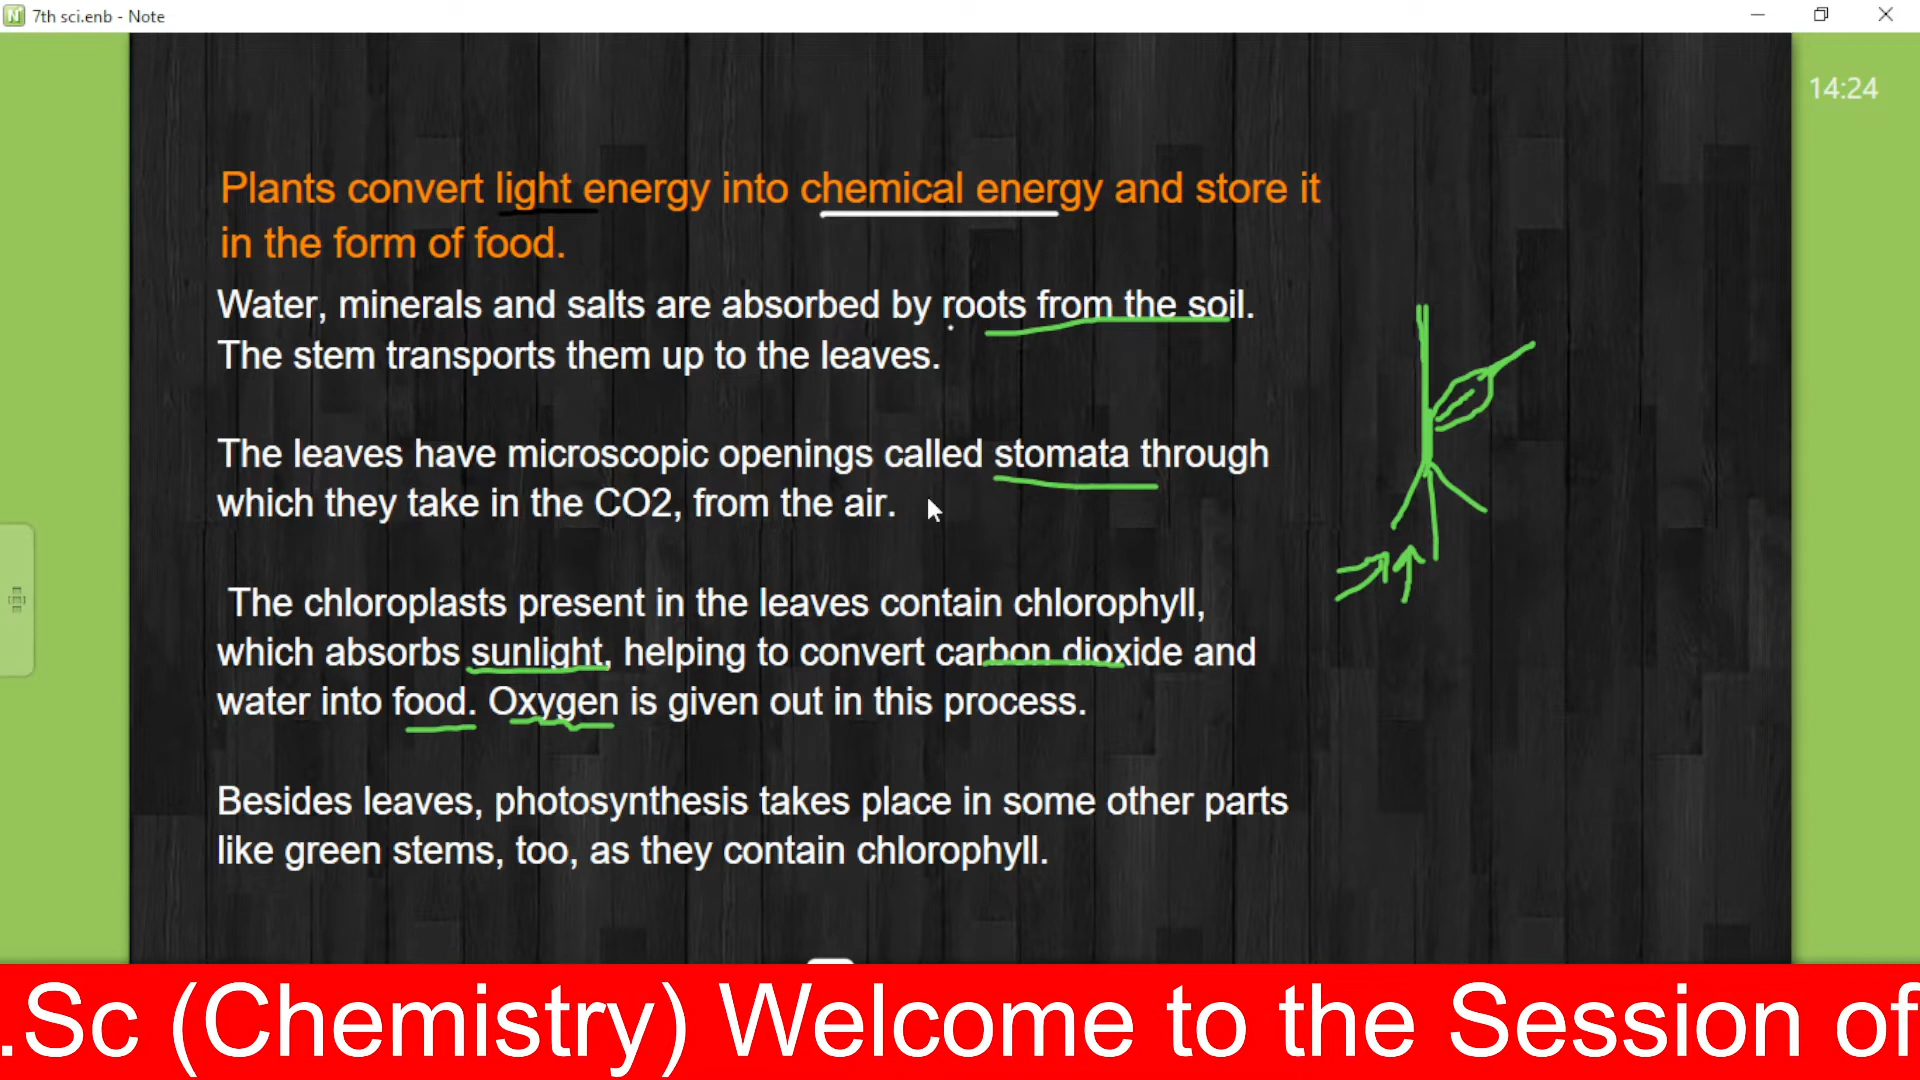 7th sci.enb - Note
14:24
Plants convert light energy into chemical energy and store it
in the form of food.
Water, minerals and salts are absorbed by roots from the soil.
The stem transports them up to the leaves.
The leaves have microscopic openings called stomata through
which they take in the CO2, from the air.
The chloroplasts present in the leaves contain chlorophyll,
which absorbs sunlight, helping to convert carbon dioxide and
water into food. Oxygen is given out in this process.
Besides leaves, photosynthesis takes place in some other parts
like green stems, too, as they contain chlorophyll.
.Sc (Chemistry) Welcome to the Session of